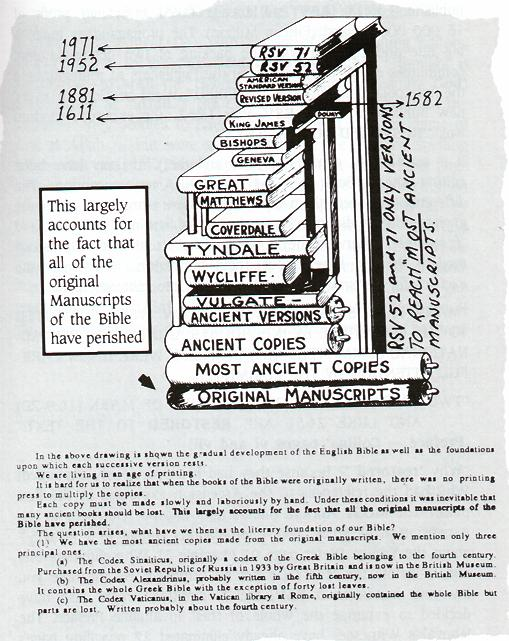 1971
1952
1881
1611
1582
RSV 71
RSV 52
AMERICAN
STANDARD VERSION
REVISED VERSION
DOUAY
KING JAMES
BISHOPS
GENEVA
GREAT
MATTHEWS
COVERDALE
TYNDALE
WYCLIFFE.
VULGATE-
ANCIENT VERSIONS
ANCIENT COPIES
MOST ANCIENT COPIES
ORIGINAL MANUSCRIPTS
RSV 52 and 71 ONLY VERSIONS
TO REACH "MOST ANCIENT"
MANUSCRIPTS.
This largely
accounts for
the fact that
all of the
original
Manuscripts
of the Bible
have perished
In the above drawing is shown the gradual development of the English Bible as well as the foundations
upon which each successive version rests.
We are living in an age of printing.
It is hard for us to realize that when the books of the Bible were originally written, there was no printing
press to multiply the copies.
Each copy must be made slowly and laboriously by hand. Under these conditions it was inevitable that
many ancient books should be lost. This largely accounts for the fact that all the original manuscripts of the
Bible have perished.
The question arises, what have we then as the literary foundation of our Bible?
(1) We have the most ancient copies made from the original manuscripts. We mention only three
principal ones.
(a) The Codex Sinaiticus, originally a codex of the Greek Bible belonging to the fourth century.
Purchased from the Soviet Republic of Russia in 1933 by Great Britain and is now in the British Museum.
(b) The Codex Alexandrinus, probably written in the fifth century, now in the British Museum.
It contains the whole Greek Bible with the exception of forty lost leaves.
(c) The Codex Vaticanus, in the Vatican library at Rome, originally contained the whole Bible but
parts are lost. Written probably about the fourth century.